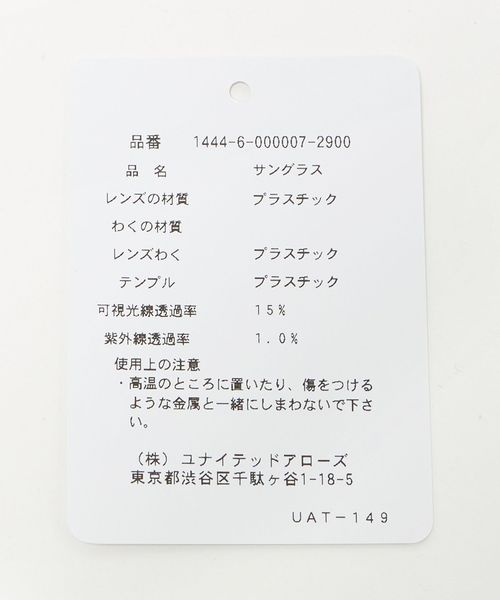 品番 1444-6-000007-2900
品 名 サングラス
レンズの材質 プラスチック
わくの材質
レンズわく プラスチック
テンプル プラスチック
可視光線透過率 15%
紫外線透過率 1.0%
使用上の注意
・高温のところに置いたり、傷をつける
ような金属と一緒にしまわないで下さ
い。
(株)ユナイテッドアローズ
東京都渋谷区千駄ヶ谷1-18-5
UAT-149